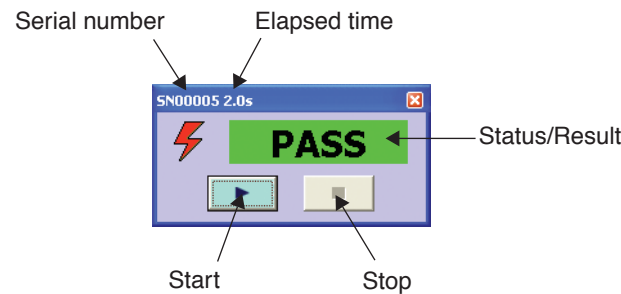 Serial number Elapsed time
SN00005 2.0s
PASS
Status/Result
Start Stop